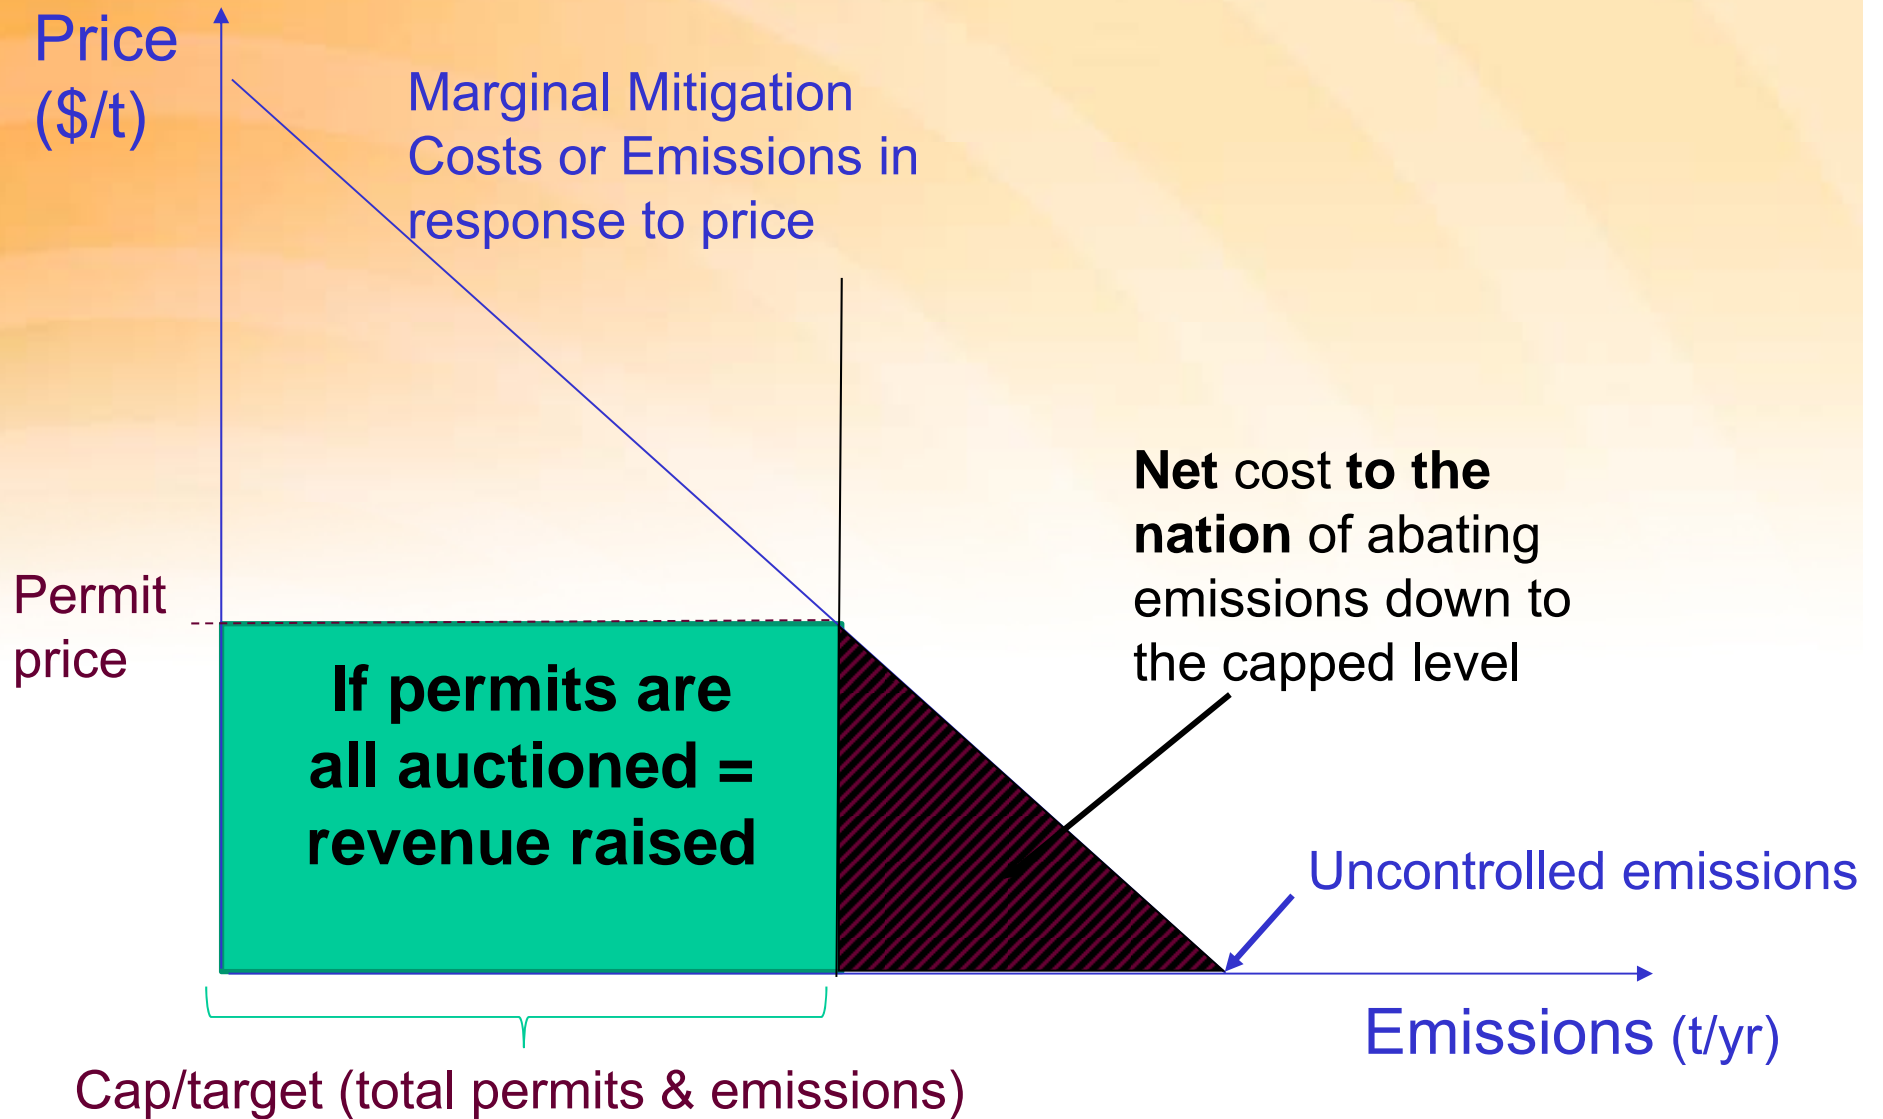 Price
($/t)
Marginal Mitigation
Costs or Emissions in
response to price
Net cost to the
nation of abating
emissions down to
the capped level
Permit
price
If permits are
all auctioned =
revenue raised
Uncontrolled emissions
Emissions (t/yr)
Cap/target (total permits & emissions)